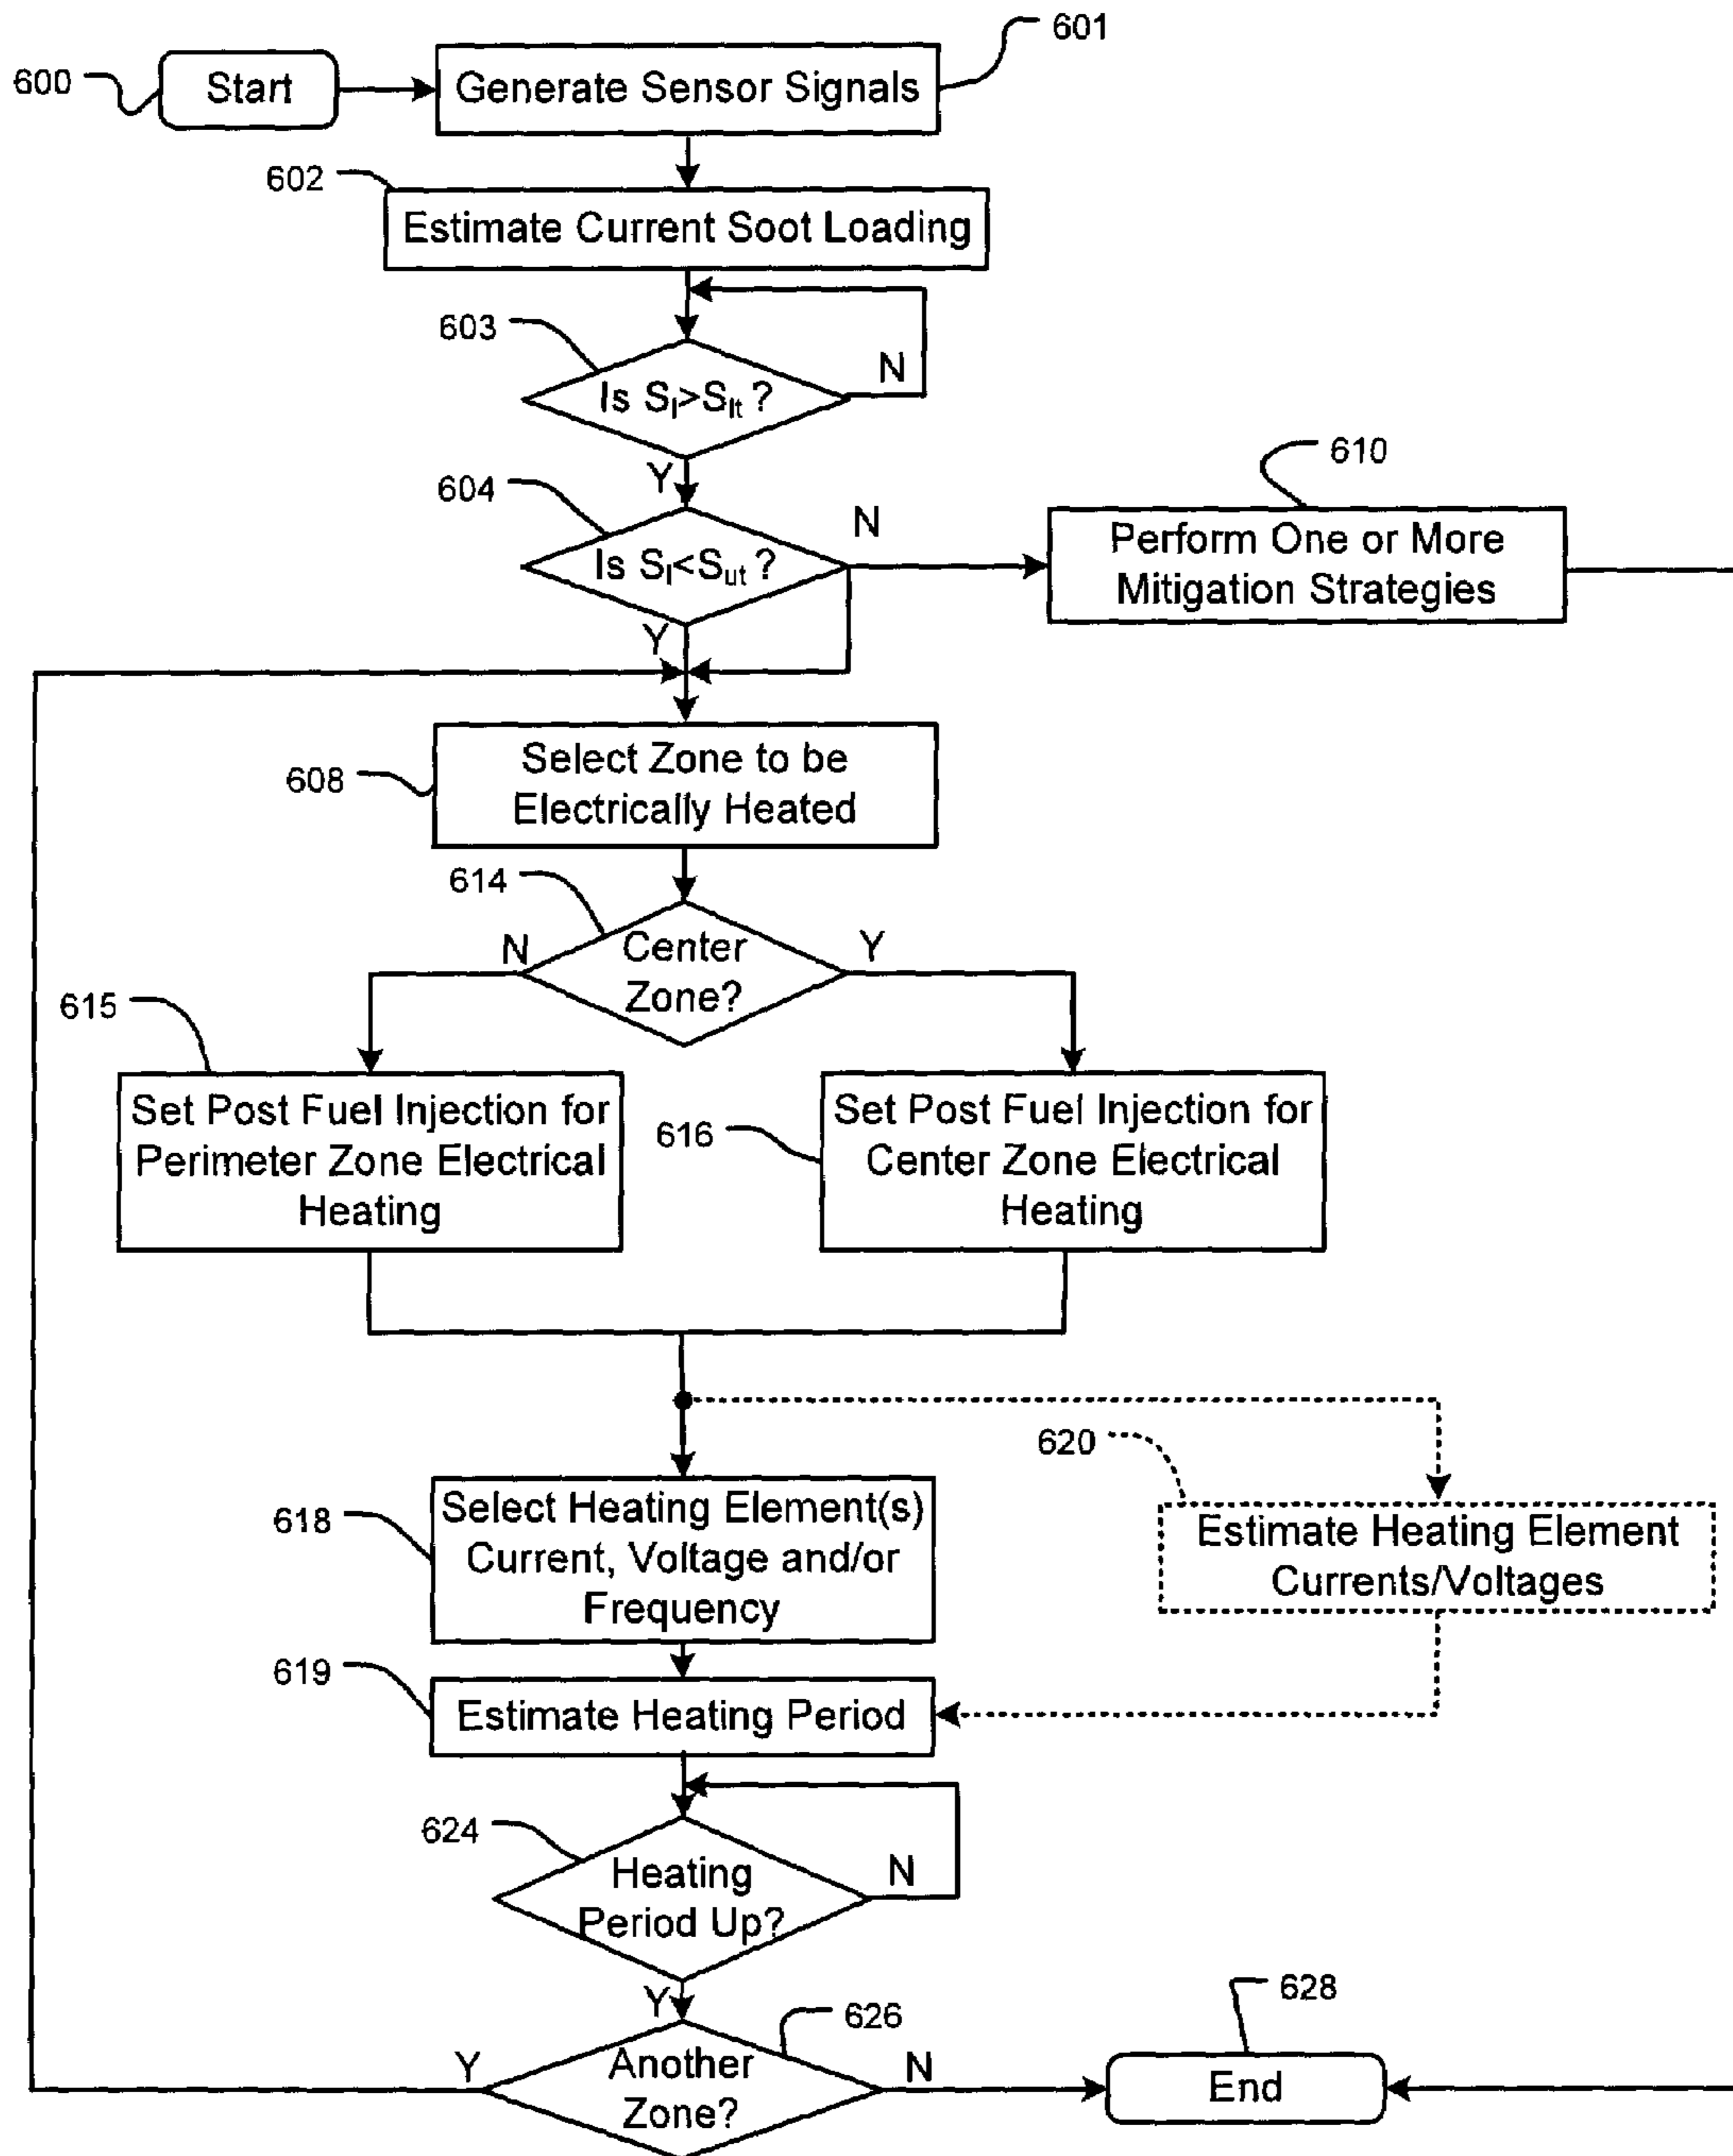 601
600
Start
Generate Sensor Signals
602
Estimate Current Soot Loading
603
Is Sl>Slt ?
N
Y
604
Is Sl<Sut ?
N
Y
610
Perform One or More
Mitigation Strategies
608
Select Zone to be
Electrically Heated
614
Center
Zone?
N
Y
615
Set Post Fuel Injection for
Perimeter Zone Electrical
Heating
616
Set Post Fuel Injection for
Center Zone Electrical
Heating
618
Select Heating Element(s)
Current, Voltage and/or
Frequency
620
Estimate Heating Element
Currents/Voltages
619
Estimate Heating Period
624
Heating
Period Up?
N
Y
626
Another
Zone?
Y
N
628
End